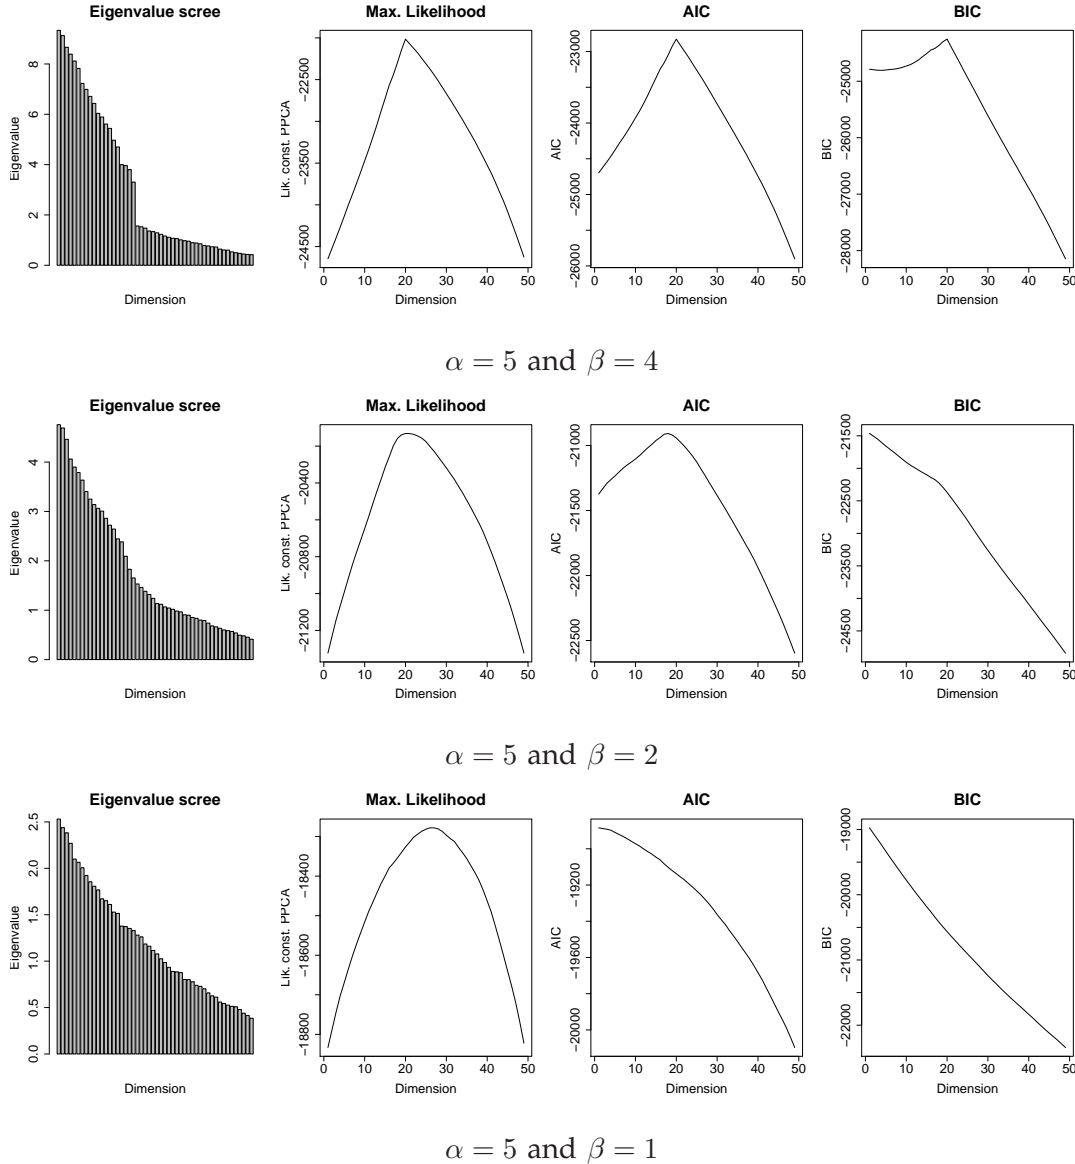 Eigenvalue scree
Max. Likelihood
AIC
BIC
Eigenvalue
0 2 4 6 8
Dimension
Lik. const. PPCA
−24500 −23500 −22500
0 10 20 30 40 50
Dimension
AIC
−26000 −25000 −24000 −23000
0 10 20 30 40 50
Dimension
BIC
−28000 −27000 −26000 −25000
0 10 20 30 40 50
Dimension
α = 5 and β = 4
Eigenvalue scree
Max. Likelihood
AIC
BIC
Eigenvalue
0 1 2 3 4
Dimension
Lik. const. PPCA
−21200 −20800 −20400
0 10 20 30 40 50
Dimension
AIC
−22500 −22000 −21500 −21000
0 10 20 30 40 50
Dimension
BIC
−24500 −23500 −22500 −21500
0 10 20 30 40 50
Dimension
α = 5 and β = 2
Eigenvalue scree
Max. Likelihood
AIC
BIC
Eigenvalue
0.0 0.5 1.0 1.5 2.0 2.5
Dimension
Lik. const. PPCA
−18800 −18600 −18400
0 10 20 30 40 50
Dimension
AIC
−20000 −19600 −19200
0 10 20 30 40 50
Dimension
BIC
−22000 −21000 −20000 −19000
0 10 20 30 40 50
Dimension
α = 5 and β = 1